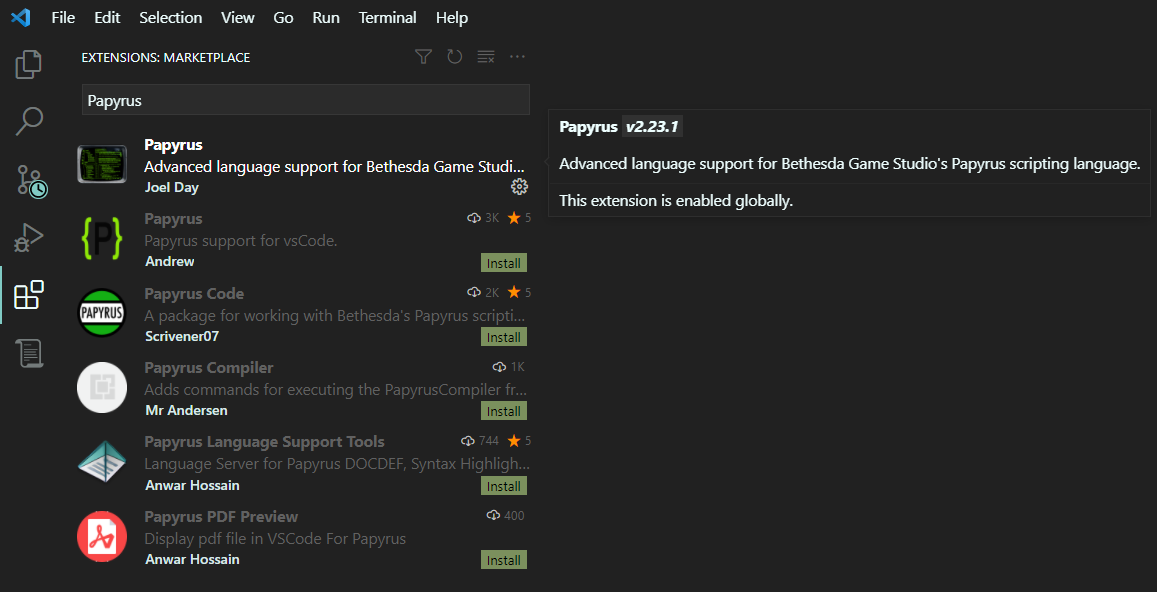 File Edit Selection View Go Run Terminal Help
EXTENSIONS: MARKETPLACE
Papyrus
Papyrus
Advanced language support for Bethesda Game Studi...
Joel Day
Papyrus 3K 5
Papyrus support for vsCode.
Andrew Install
Papyrus Code 2K 5
A package for working with Bethesda's Papyrus scripti...
Scrivener07 Install
Papyrus Compiler 1K
Adds commands for executing the PapyrusCompiler fr...
Mr Andersen Install
Papyrus Language Support Tools 744 5
Language Server for Papyrus DOCDEF, Syntax Highligh...
Anwar Hossain Install
Papyrus PDF Preview 400
Display pdf file in VSCode For Papyrus
Anwar Hossain Install
{P}
PAPYRUS
Papyrus v2.23.1
Advanced language support for Bethesda Game Studio's Papyrus scripting language.
This extension is enabled globally.